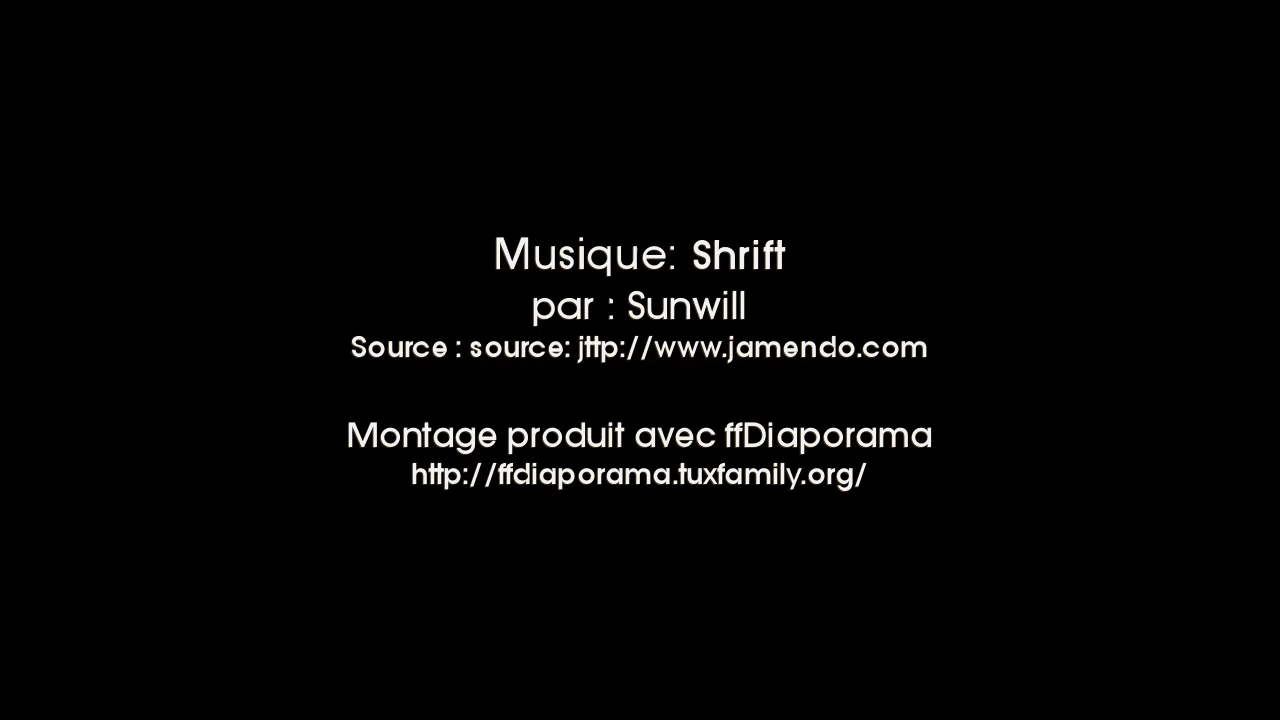 Musique: Shrift
par : Sunwill
Source : source: jttp://www.jamendo.com
Montage produit avec ffDiaporama
http://ffdiaporama.tuxfamily.org/